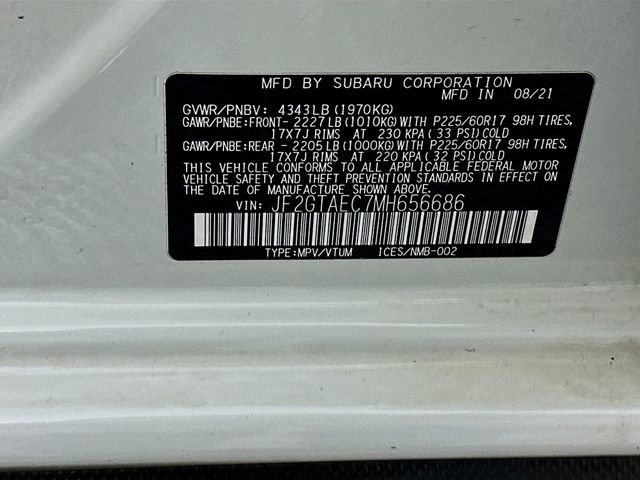 MFD BY SUBARU CORPORATION
MFD IN 08/21
GVWR/PNBV: 4343LB (1970KG)
GAWR/PNBE:FRONT- 2227LB (1010KG) WITH P225/60R17 98H TIRES,
17X7J RIMS AT 230 KPA (33 PSI) COLD
GAWR/PNBE:REAR - 2205LB (1000KG) WITH P225/60R17 98H TIRES,
17X7J RIMS AT 220 KPA (32 PSI) COLD
THIS VEHICLE CONFORMS TO ALL APPLICABLE FEDERAL MOTOR
VEHICLE SAFETY, BUMPER, AND THEFT PREVENTION STANDARDS
IN EFFECT ON THE DATE OF MANUFACTURE SHOWN ABOVE.
VIN: JF2GTAEC7MH656686
TYPE:MPV/VTUM ICES/NMB-002